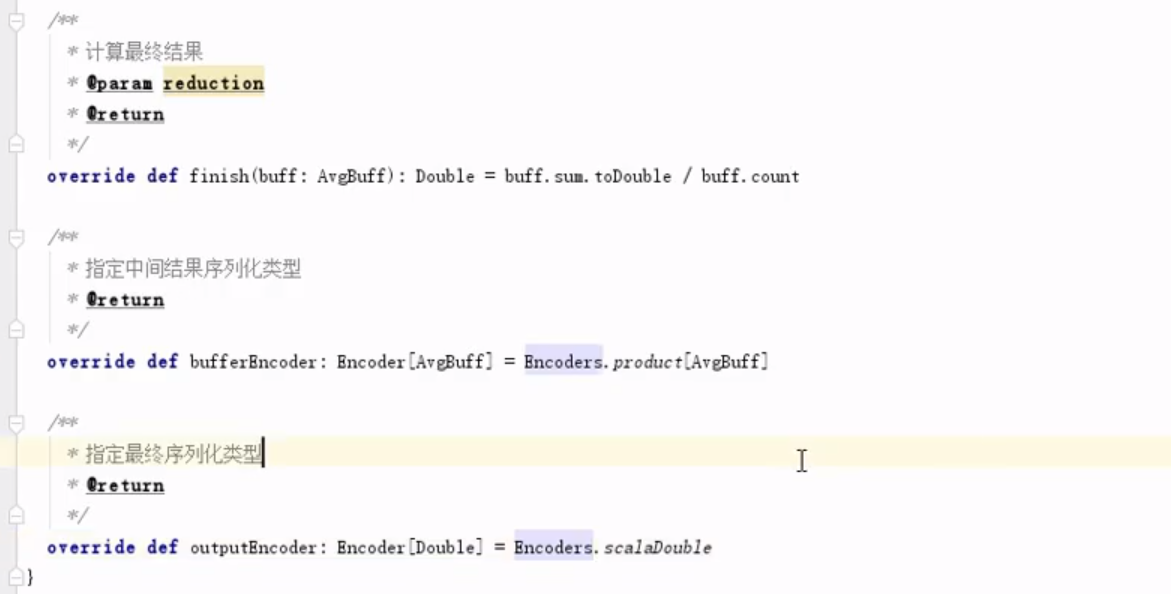 /**
* 计算最终结果
* @param reduction
* @return
*/
override def finish(buff: AvgBuff): Double = buff.sum.toDouble / buff.count
/**
* 指定中间结果序列化类型
* @return
*/
override def bufferEncoder: Encoder[AvgBuff] = Encoders.product[AvgBuff]
/**
* 指定最终序列化类型
* @return
*/
override def outputEncoder: Encoder[Double] = Encoders.scalaDouble
}